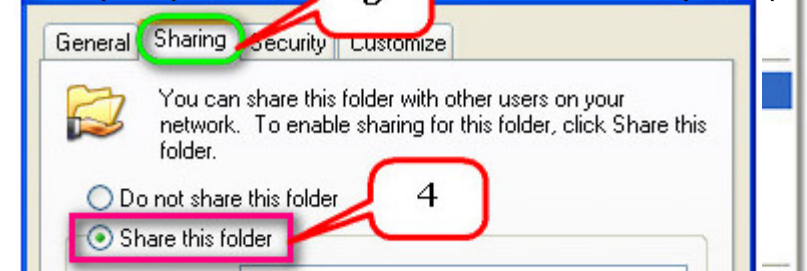 General Sharing Security Customize
You can share this folder with other users on your
network. To enable sharing for this folder, click Share this
folder.
Do not share this folder
4
Share this folder